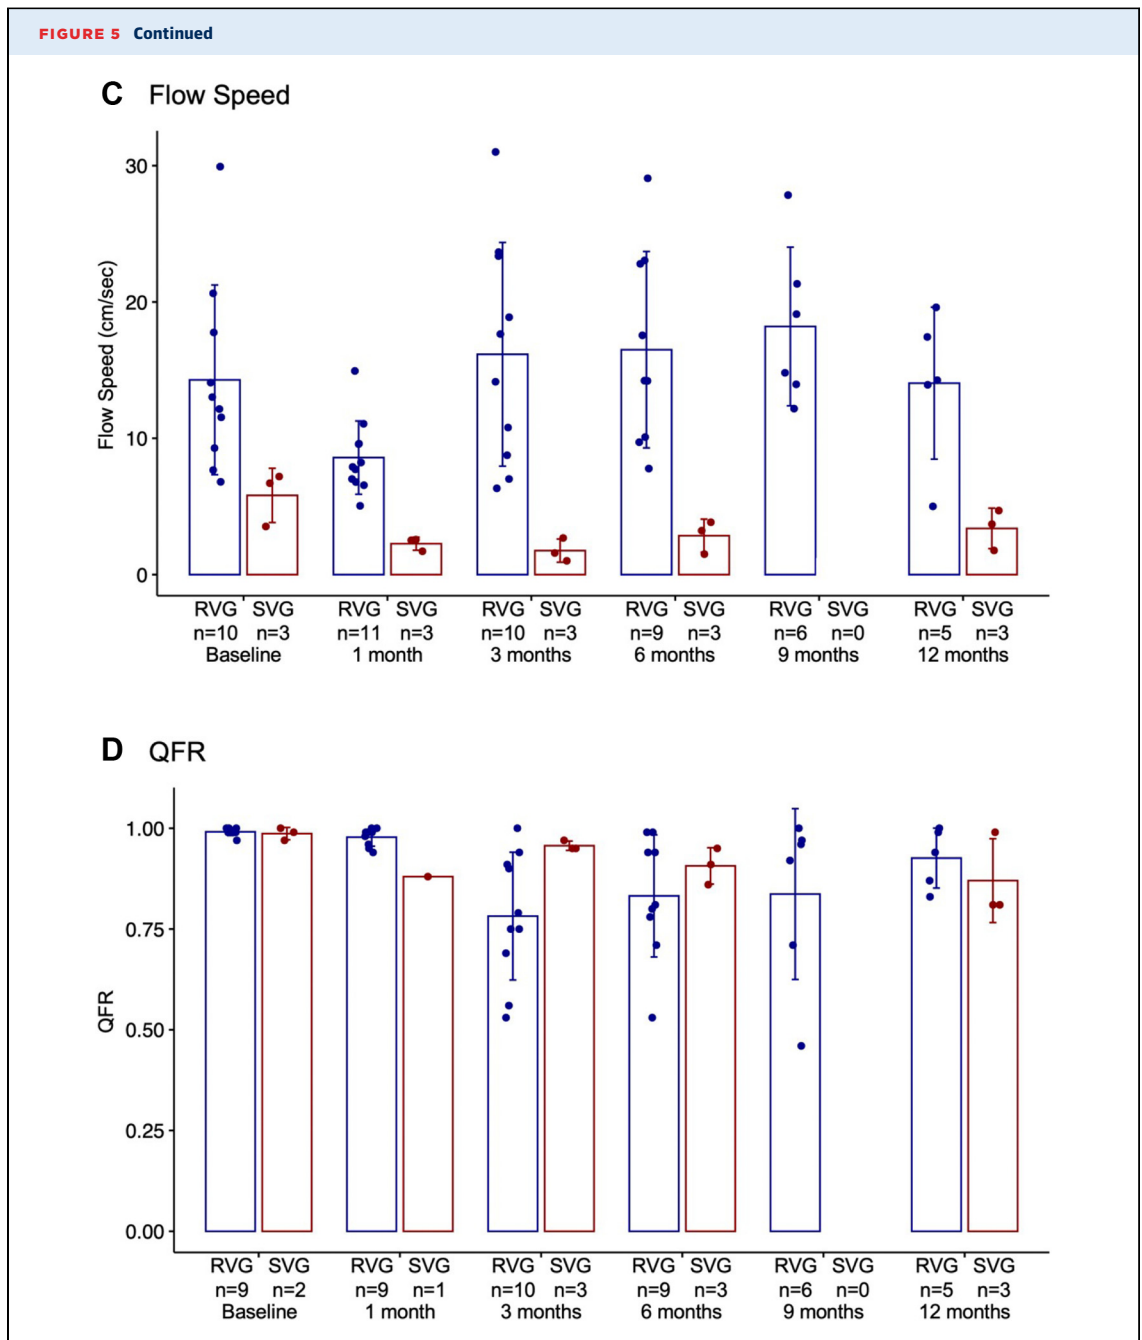 FIGURE 5 Continued
C Flow Speed
Flow Speed (cm/sec)
30
20
10
0
RVG SVG RVG SVG RVG SVG RVG SVG RVG SVG RVG SVG
n=10 n=3 n=11 n=3 n=10 n=3 n=9 n=3 n=6 n=0 n=5 n=3
Baseline 1 month 3 months 6 months 9 months 12 months
D QFR
QFR
1.00
0.75
0.50
0.25
0.00
RVG SVG RVG SVG RVG SVG RVG SVG RVG SVG RVG SVG
n=9 n=2 n=9 n=1 n=10 n=3 n=9 n=3 n=6 n=0 n=5 n=3
Baseline 1 month 3 months 6 months 9 months 12 months